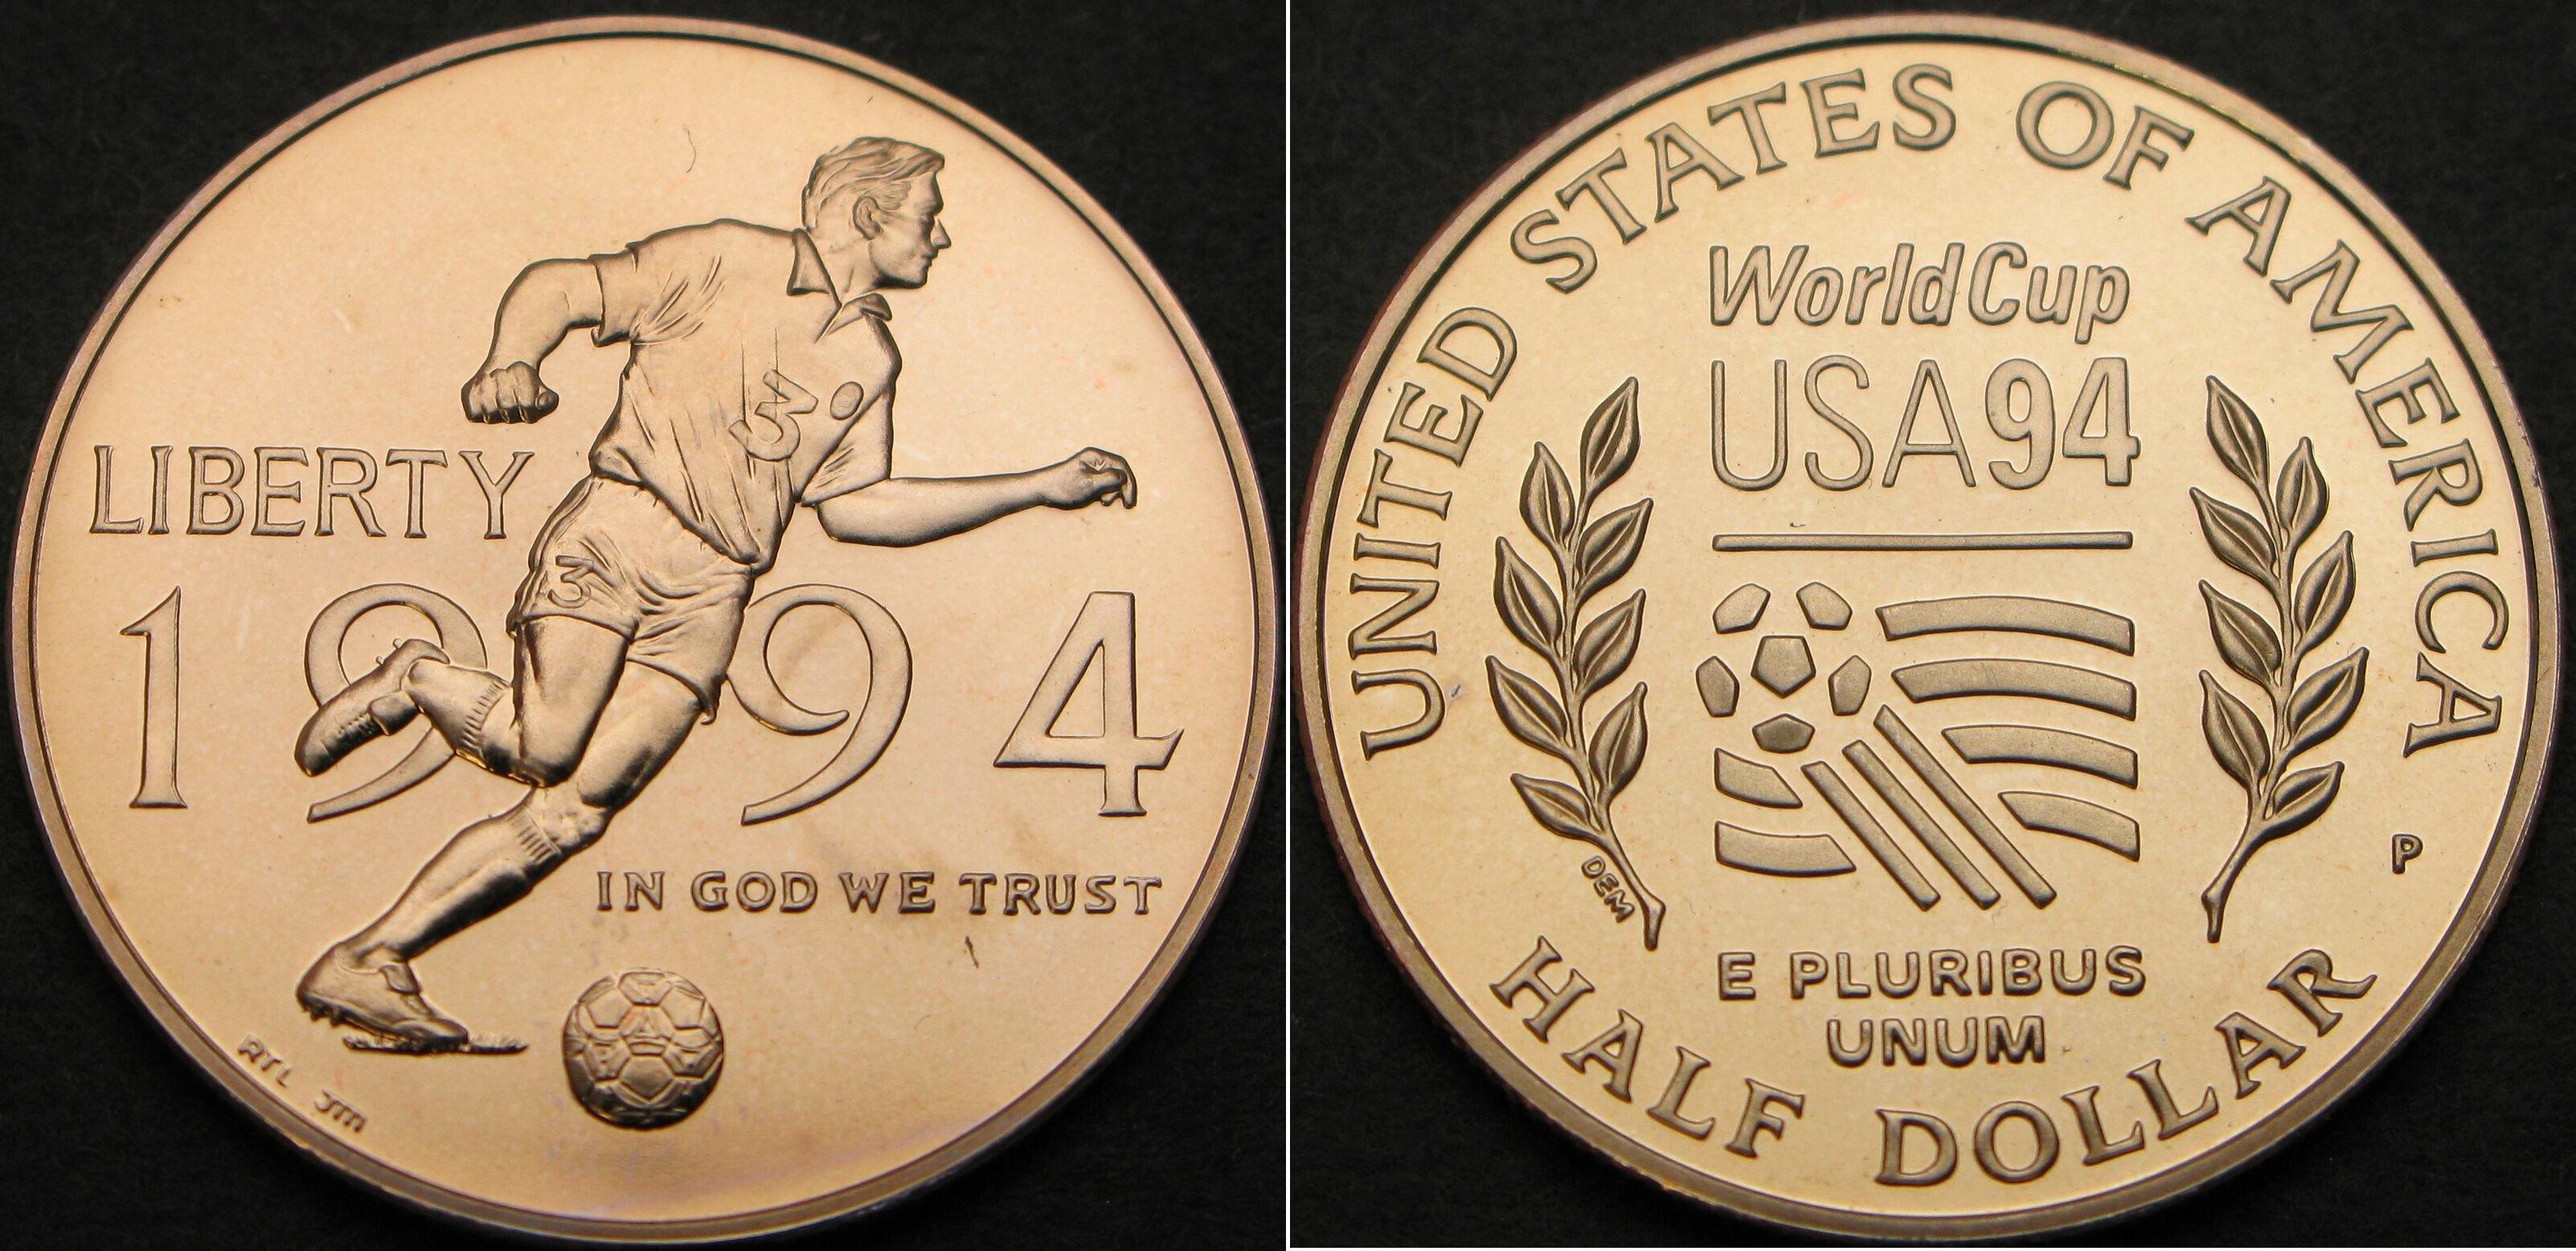 LIBERTY
1994
3
3
IN GOD WE TRUST
RTL JM
UNITED STATES OF AMERICA
WorldCup
USA94
P
DEM
E PLURIBUS
UNUM
HALF DOLLAR